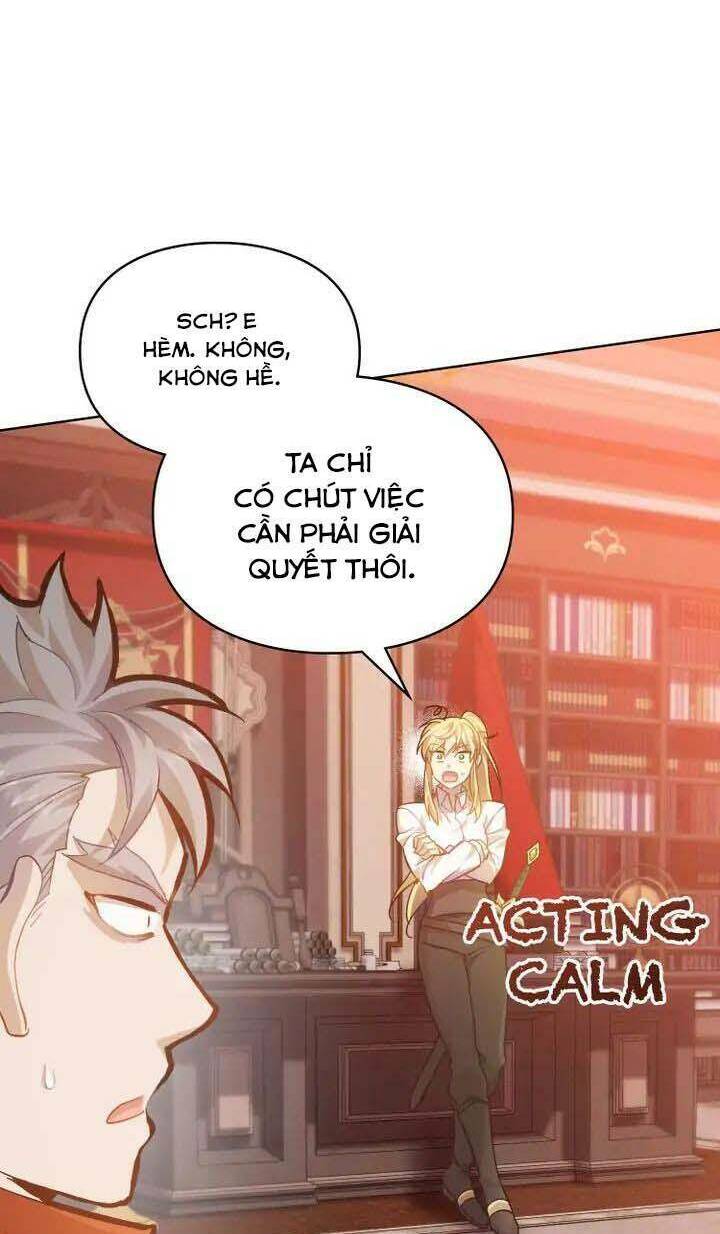 SCH? E
HÈM. KHÔNG,
KHÔNG HỀ.
TA CHỈ
CÓ CHÚT VIỆC
CẦN PHẢI GIẢI
QUYẾT THÔI.
ACTING
CALM